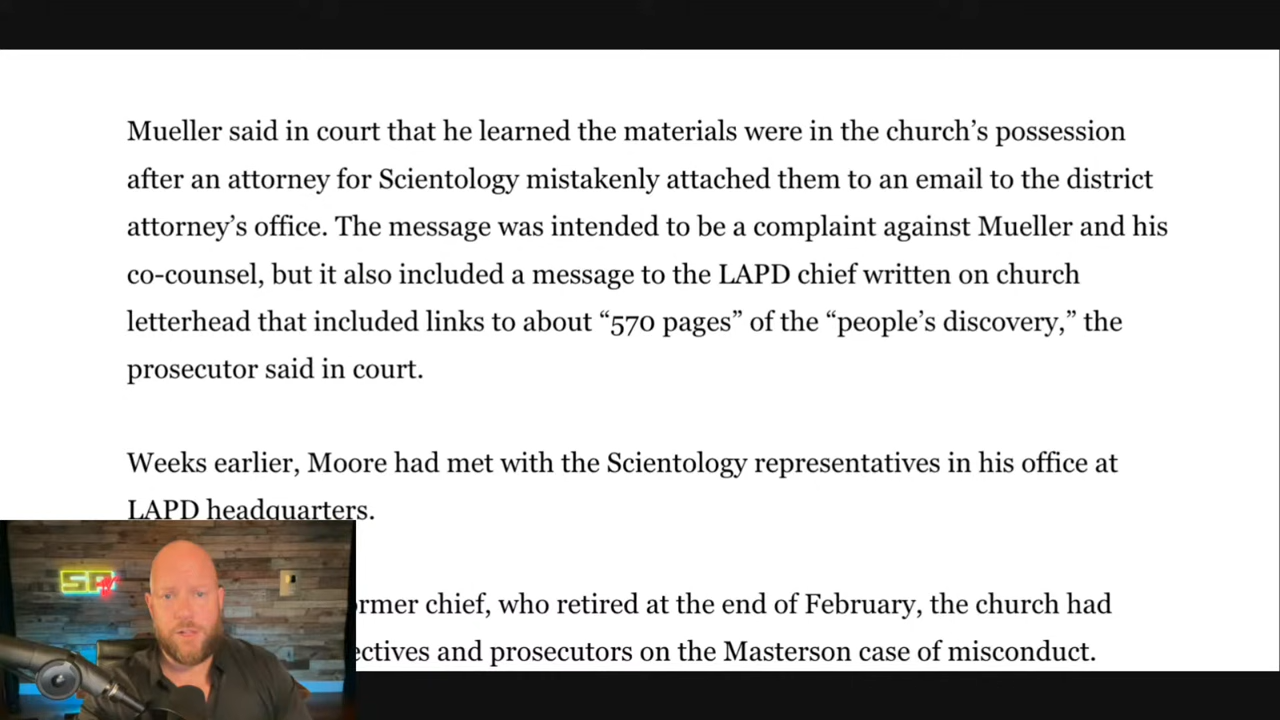 Mueller said in court that he learned the materials were in the church’s possession
after an attorney for Scientology mistakenly attached them to an email to the district
attorney’s office. The message was intended to be a complaint against Mueller and his
co-counsel, but it also included a message to the LAPD chief written on church
letterhead that included links to about “570 pages” of the “people’s discovery,” the
prosecutor said in court.
Weeks earlier, Moore had met with the Scientology representatives in his office at
LAPD headquarters.
chief, who retired at the end of February, the church had
and prosecutors on the Masterson case of misconduct.